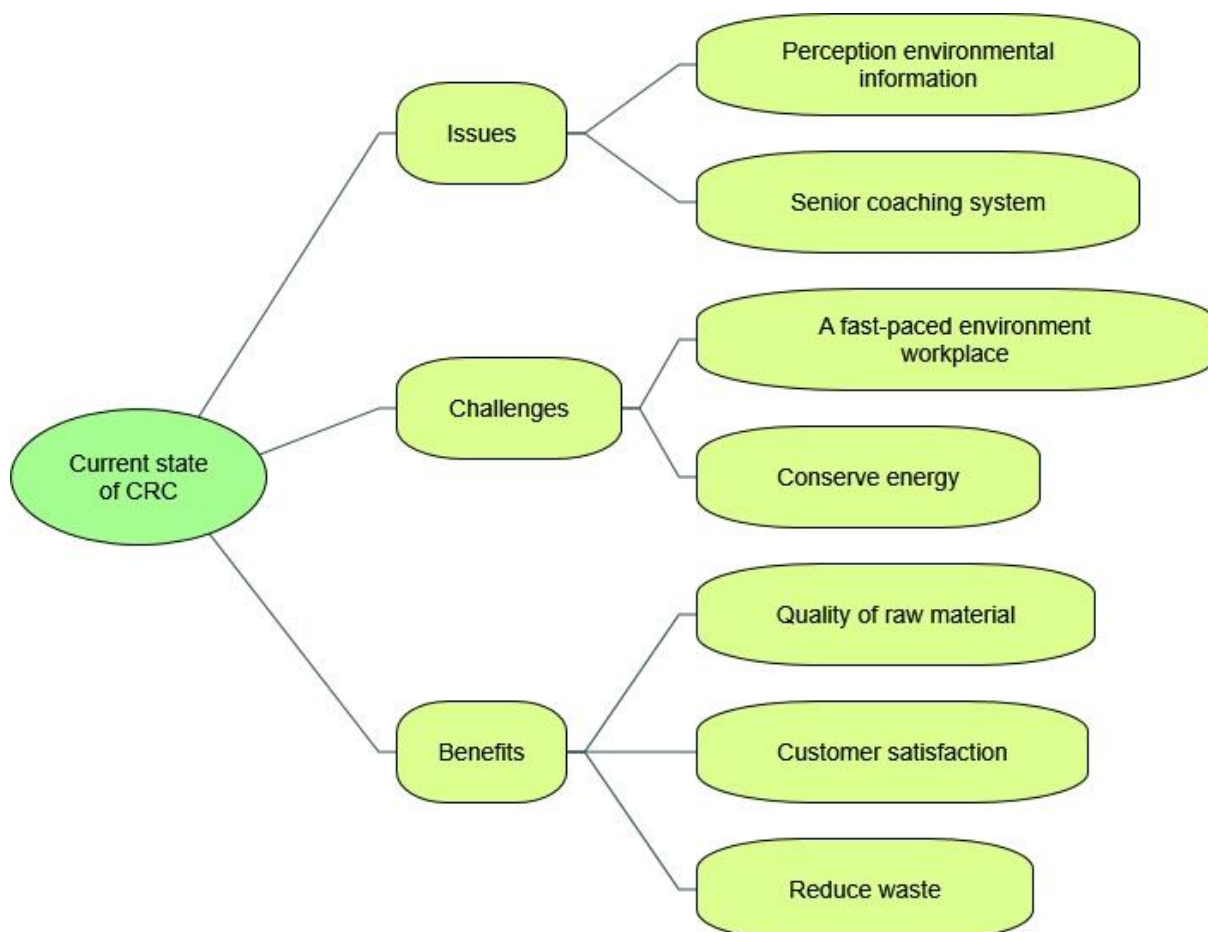 Perception environmental
information
Issues
Senior coaching system
A fast-paced environment
workplace
Challenges
Current state
of CRC
Conserve energy
Quality of raw material
Benefits
Customer satisfaction
Reduce waste